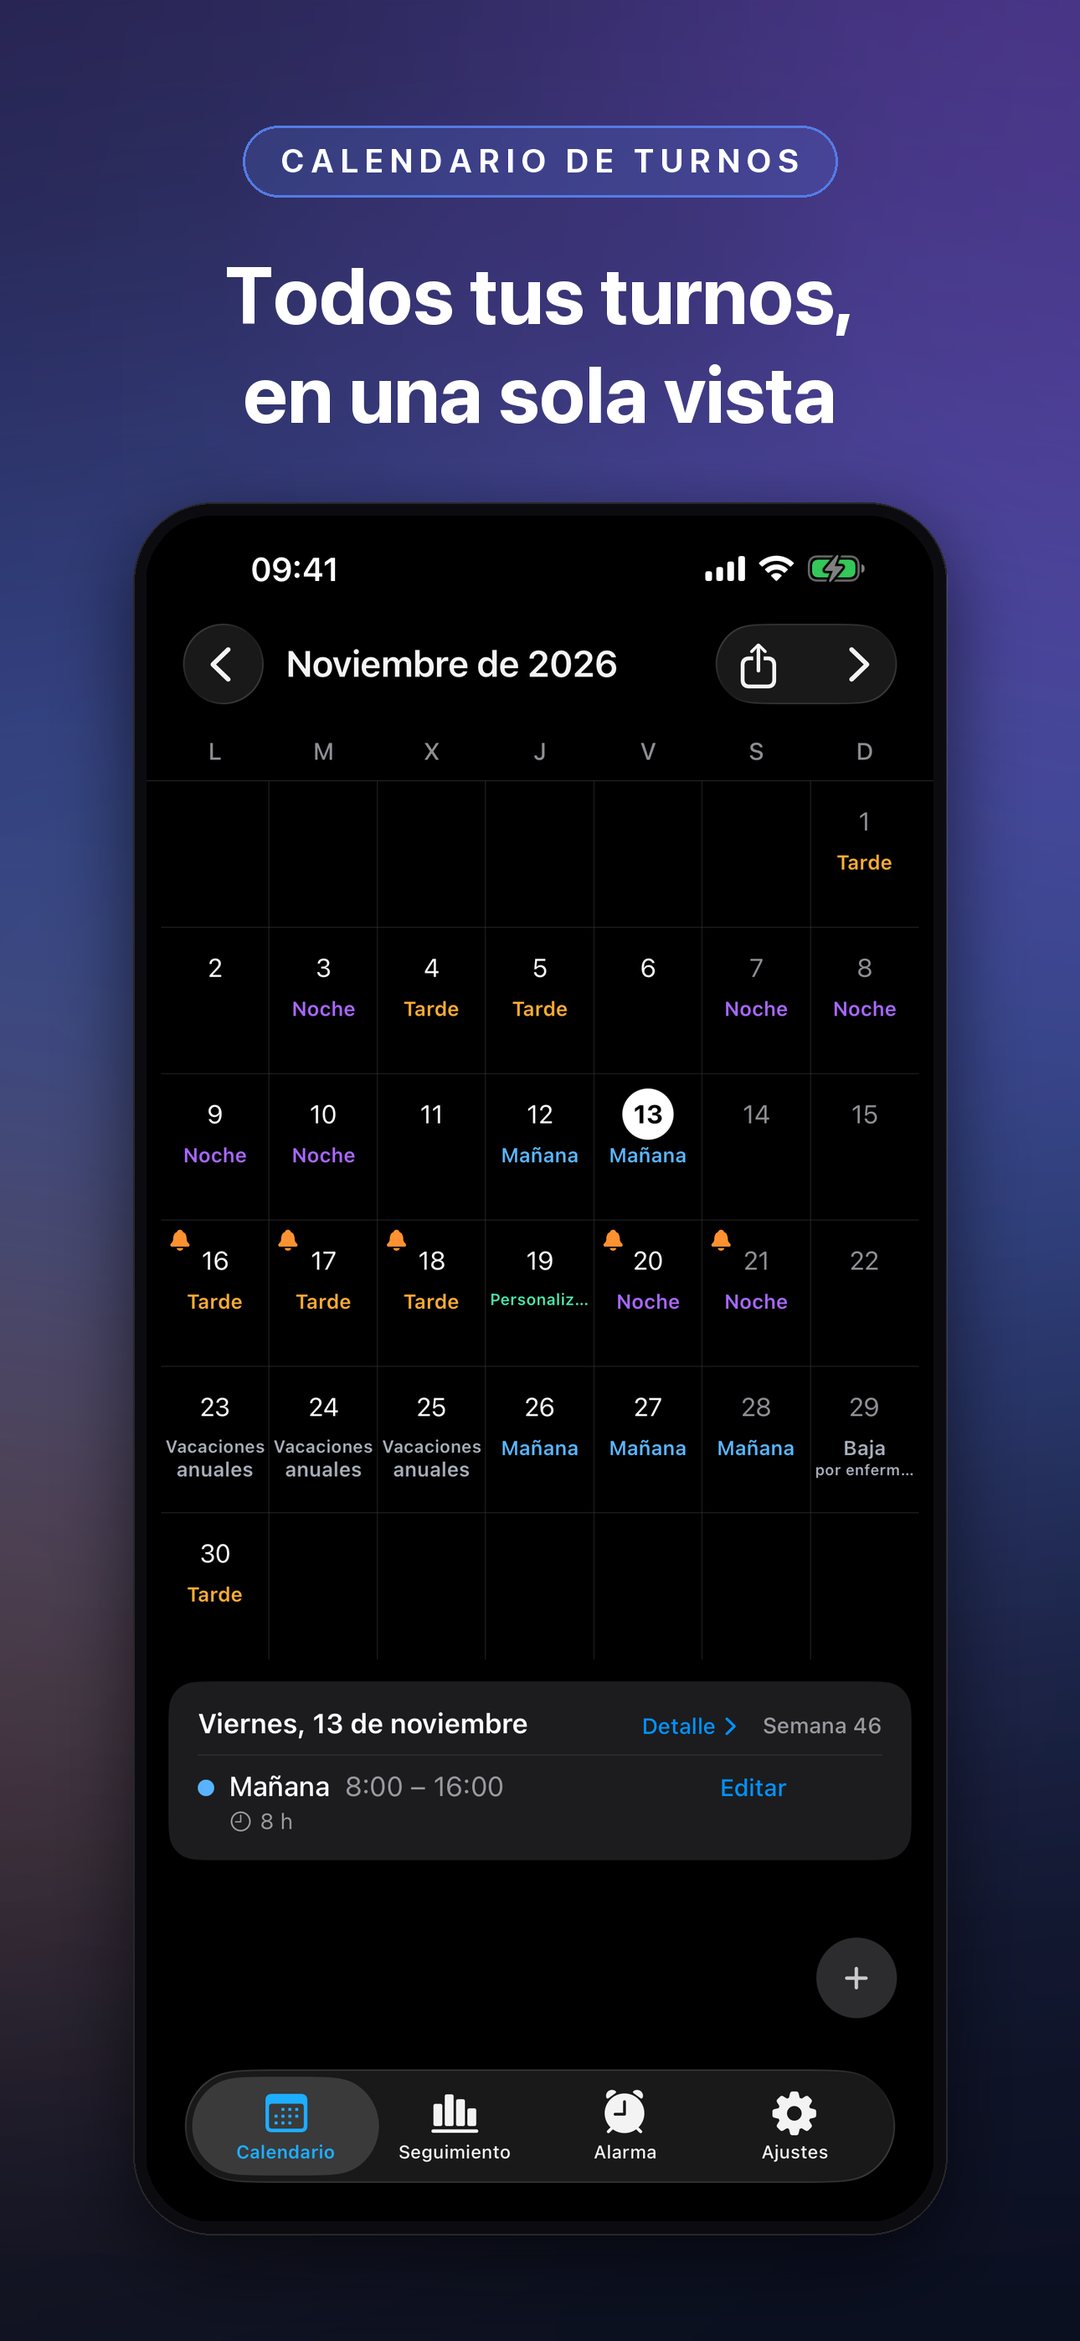 CALENDARIO DE TURNOS
Todos tus turnos,
en una sola vista
09:41
Noviembre de 2026
L M X J V S D
1
Tarde
2 3 4 5 6 7 8
Noche Tarde Tarde Noche Noche
9 10 11 12 13 14 15
Noche Noche Mañana Mañana
16 17 18 19 20 21 22
Tarde Tarde Tarde Personaliz... Noche Noche
23 24 25 26 27 28 29
Vacaciones Vacaciones Vacaciones Mañana Mañana Mañana Baja
anuales anuales anuales por enferm...
30
Tarde
Viernes, 13 de noviembre Detalle Semana 46
Mañana 8:00 – 16:00 Editar
8 h
Calendario Seguimiento Alarma Ajustes